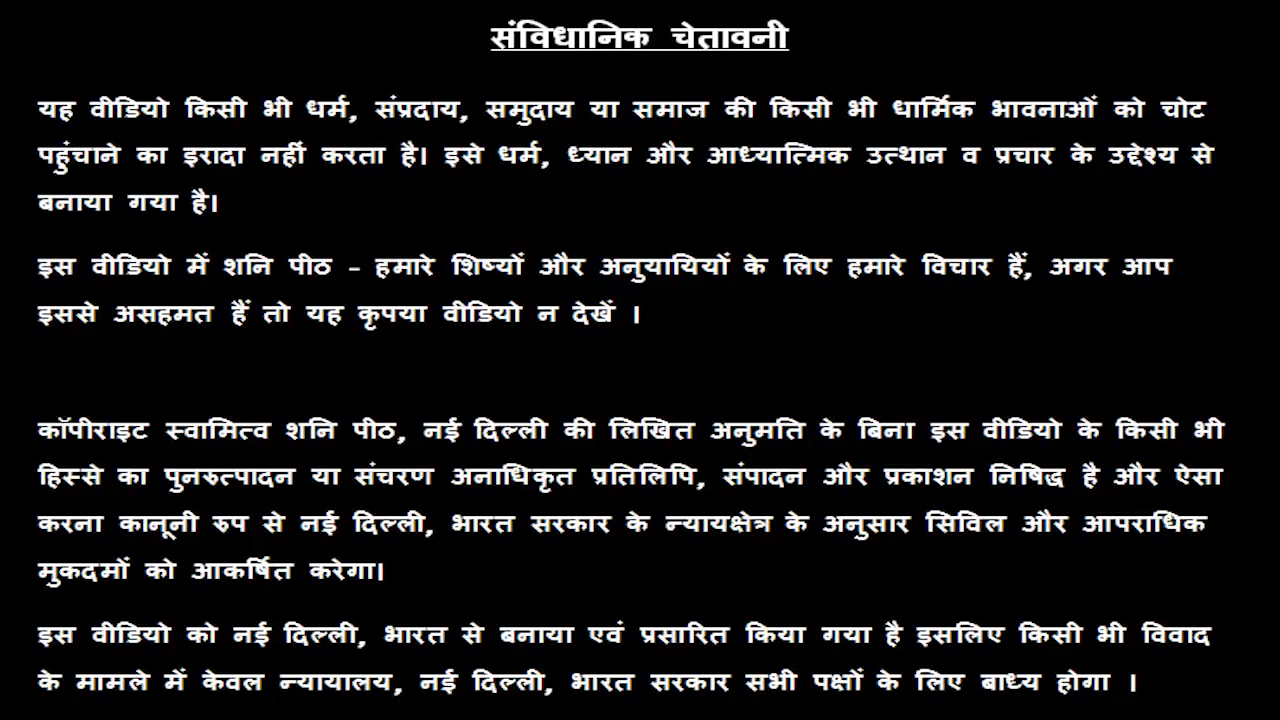 संविधानिक चेतावनी
यह वीडियो किसी भी धर्म, संप्रदाय, समुदाय या समाज की किसी भी धार्मिक भावनाओं को चोट
पहुंचाने का इरादा नहीं करता है। इसे धर्म, ध्यान और आध्यात्मिक उत्थान व प्रचार के उद्देश्य से
बनाया गया है।
इस वीडियो में शनि पीठ – हमारे शिष्यों और अनुयायियों के लिए हमारे विचार हैं, अगर आप
इससे असहमत हैं तो यह कृपया वीडियो न देखें ।
कॉपीराइट स्वामित्व शनि पीठ, नई दिल्ली की लिखित अनुमति के बिना इस वीडियो के किसी भी
हिस्से का पुनरुत्पादन या संचरण अनाधिकृत प्रतिलिपि, संपादन और प्रकाशन निषिद्ध है और ऐसा
करना कानूनी रुप से नई दिल्ली, भारत सरकार के न्यायक्षेत्र के अनुसार सिविल और आपराधिक
मुकदमों को आकर्षित करेगा।
इस वीडियो को नई दिल्ली, भारत से बनाया एवं प्रसारित किया गया है इसलिए किसी भी विवाद
के मामले में केवल न्यायालय, नई दिल्ली, भारत सरकार सभी पक्षों के लिए बाध्य होगा ।